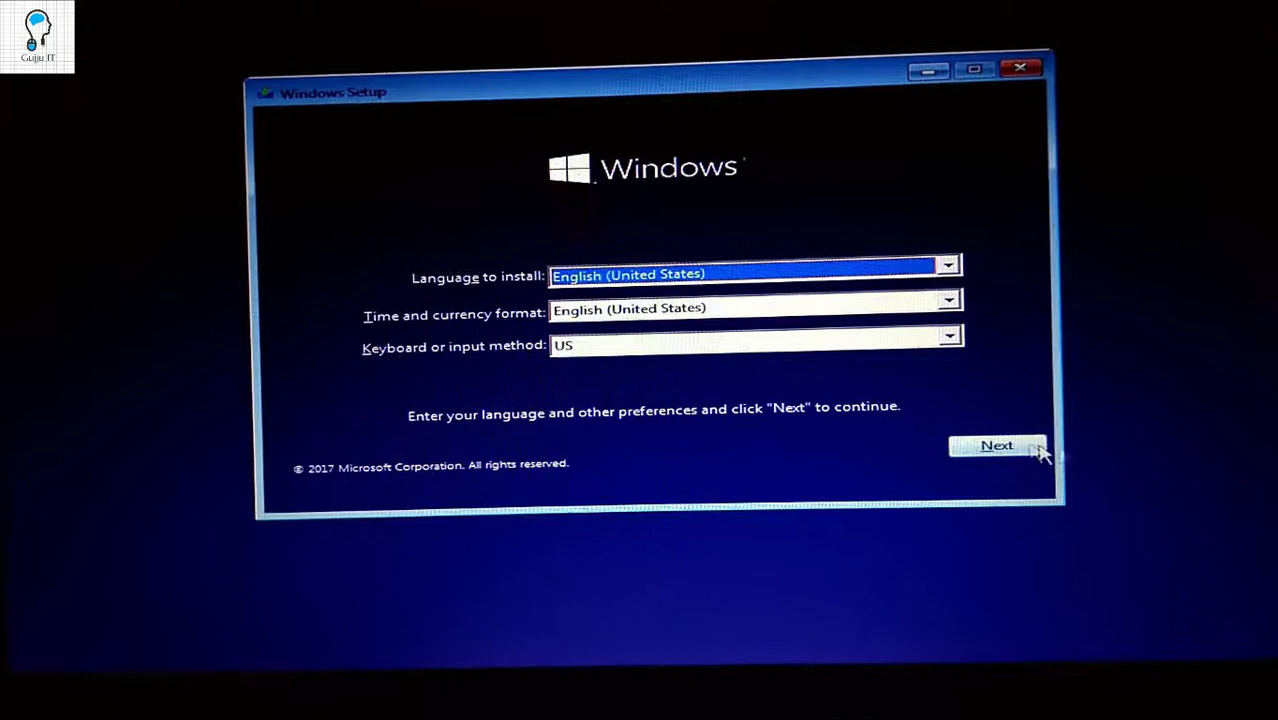 Gujju IT
Windows Setup
Windows
Language to install: English (United States)
Time and currency format: English (United States)
Keyboard or input method: US
Enter your language and other preferences and click "Next" to continue.
Next
© 2017 Microsoft Corporation. All rights reserved.